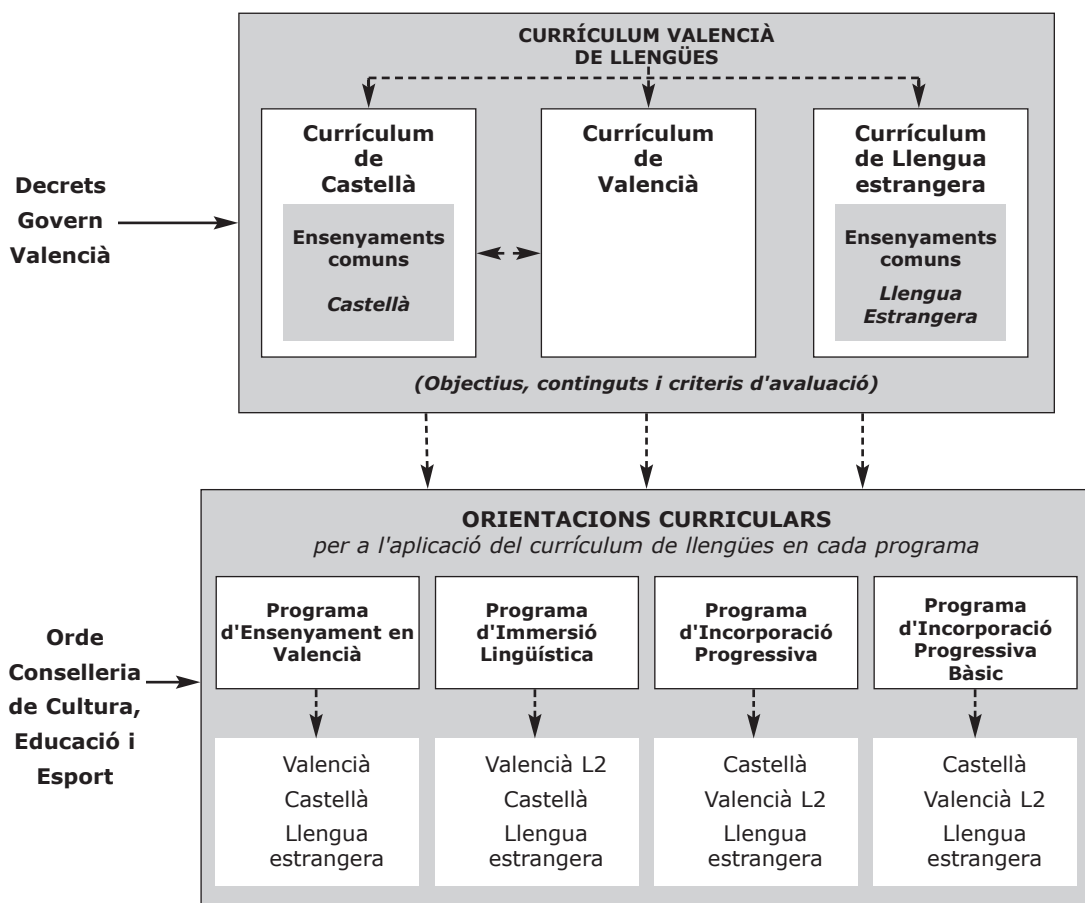 CURRÍCULUM VALENCIÀ
DE LLENGÜES
Currículum
de
Castellà
Ensenyaments
comuns
Castellà
Currículum
de
Valencià
Currículum
de Llengua
estrangera
Ensenyaments
comuns
Llengua
Estrangera
(Objectius, continguts i criteris d'avaluació)
Decrets
Govern
Valencià
ORIENTACIONS CURRICULARS
per a l'aplicació del currículum de llengües en cada programa
Programa
d'Ensenyament en
Valencià
Programa
d'Immersió
Lingüística
Programa
d'Incorporació
Progressiva
Programa
d'Incorporació
Progressiva
Bàsic
Orde
Conselleria
de Cultura,
Educació i
Esport
Valencià
Castellà
Llengua
estrangera
Valencià L2
Castellà
Llengua
estrangera
Castellà
Valencià L2
Llengua
estrangera
Castellà
Valencià L2
Llengua
estrangera